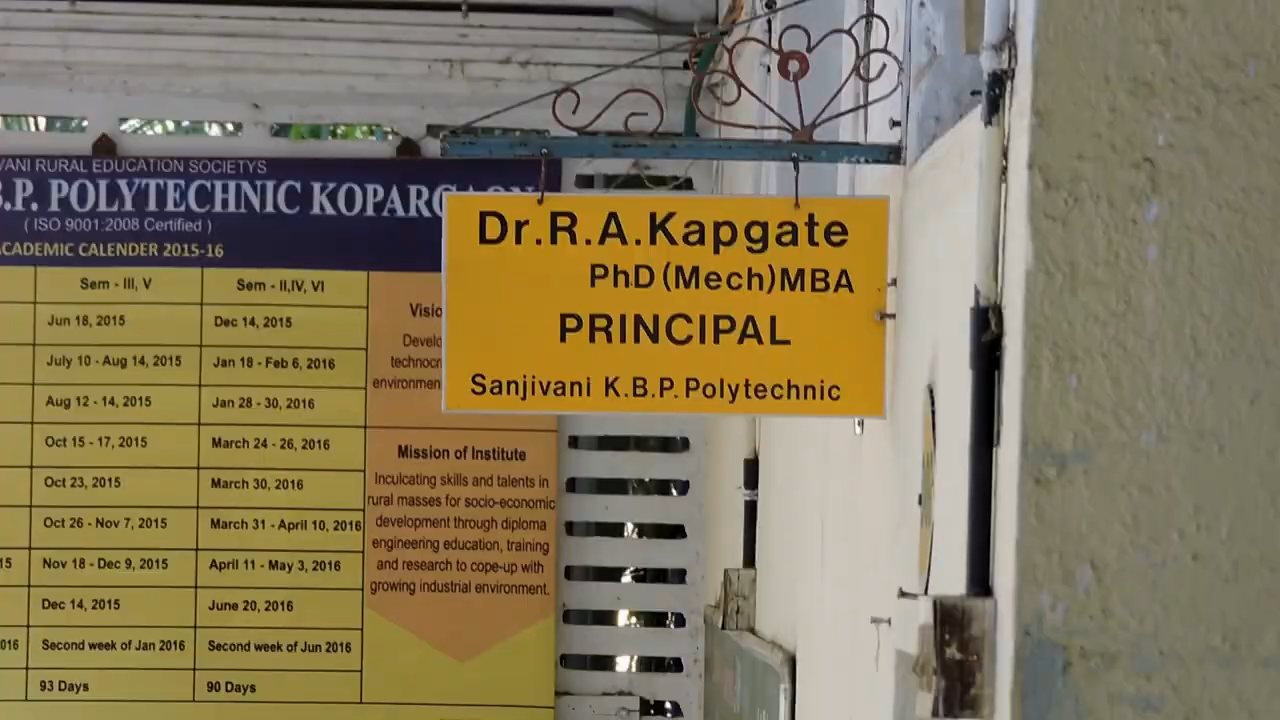 VANI RURAL EDUCATION SOCIETYS
B.P. POLYTECHNIC KOPARGAON
( ISO 9001:2008 Certified )
ACADEMIC CALENDER 2015-16
Sem - III, V
Sem - II,IV, VI
Jun 18, 2015
Dec 14, 2015
July 10 - Aug 14, 2015
Jan 18 - Feb 6, 2016
Aug 12 - 14, 2015
Jan 28 - 30, 2016
Oct 15 - 17, 2015
March 24 - 26, 2016
Oct 23, 2015
March 30, 2016
Oct 26 - Nov 7, 2015
March 31 - April 10, 2016
15
Nov 18 - Dec 9, 2015
April 11 - May 3, 2016
Dec 14, 2015
June 20, 2016
016
Second week of Jan 2016
Second week of Jun 2016
93 Days
90 Days
Mission of Institute
Inculcating skills and talents in
rural masses for socio-economic
development through diploma
engineering education, training
and research to cope-up with
growing industrial environment.
Dr.R.A.Kapgate
PhD (Mech)MBA
PRINCIPAL
Sanjivani K.B.P. Polytechnic